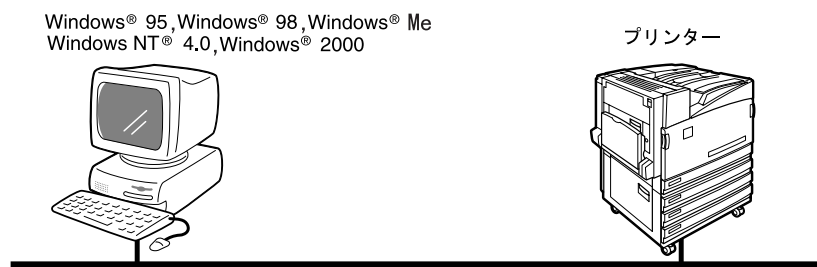 Windows® 95,Windows® 98,Windows® Me
Windows NT® 4.0,Windows® 2000
プリンター